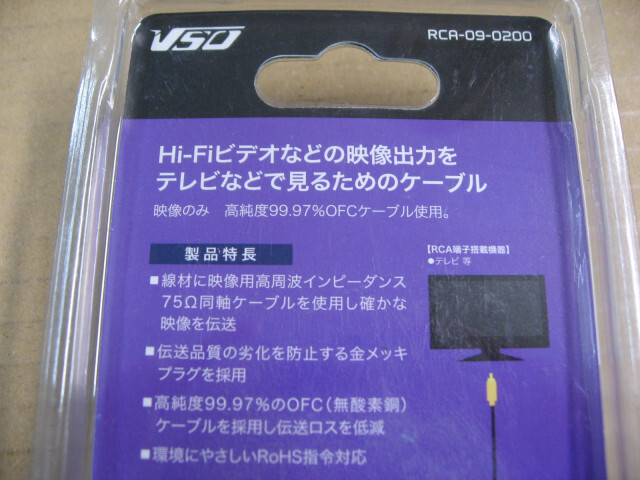 VSO
RCA-09-0200
Hi-Fiビデオなどの映像出力を
テレビなどで見るためのケーブル
映像のみ 高純度99.97%OFCケーブル使用。
製品特長
■線材に映像用高周波インピーダンス
75Ω同軸ケーブルを使用し確かな
映像を伝送
■伝送品質の劣化を防止する金メッキ
プラグを採用
■高純度99.97%のOFC(無酸素銅)
ケーブルを採用し伝送ロスを低減
■環境にやさしいRoHS指令対応
【RCA端子搭載機器】
●テレビ 等